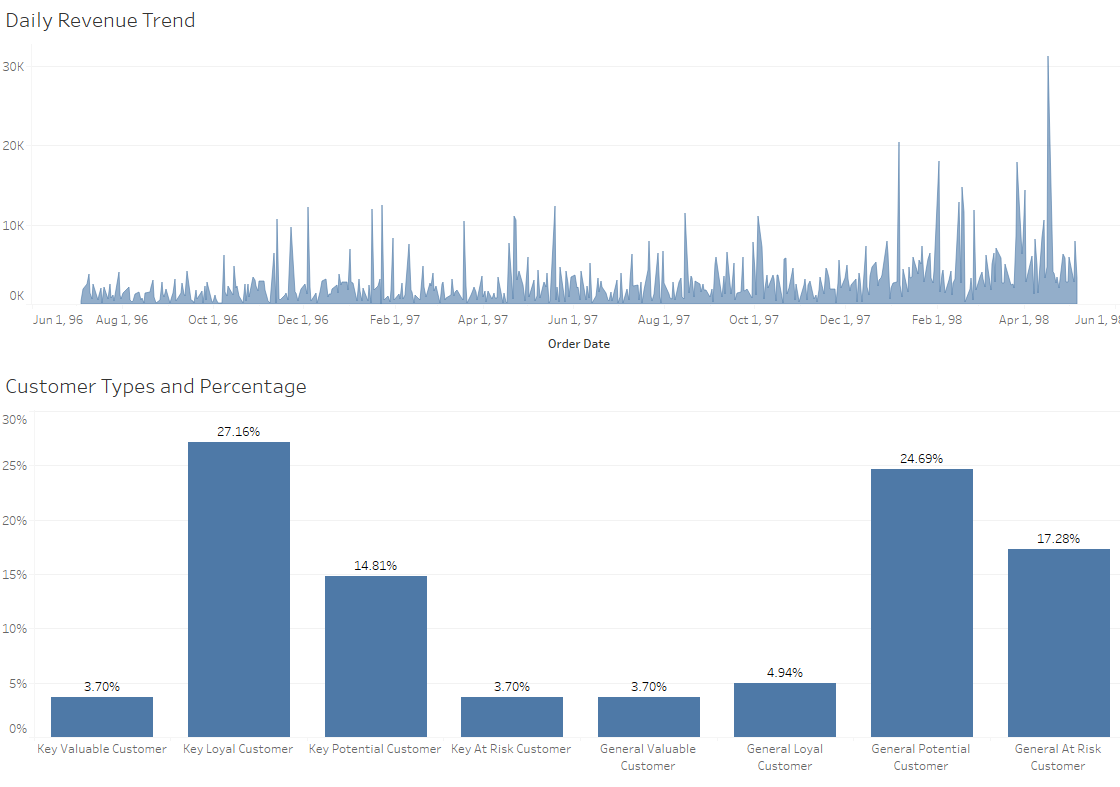 Daily Revenue Trend
30K
20K
10K
0K
Jun 1, 96 Aug 1, 96 Oct 1, 96 Dec 1, 96 Feb 1, 97 Apr 1, 97 Jun 1, 97 Aug 1, 97 Oct 1, 97 Dec 1, 97 Feb 1, 98 Apr 1, 98 Jun 1, 98
Order Date
Customer Types and Percentage
30%
25%
20%
15%
10%
5%
0%
3.70% 27.16% 14.81% 3.70% 3.70% 4.94% 24.69% 17.28%
Key Valuable Customer Key Loyal Customer Key Potential Customer Key At Risk Customer General Valuable General Loyal General Potential General At Risk
Customer Customer Customer Customer